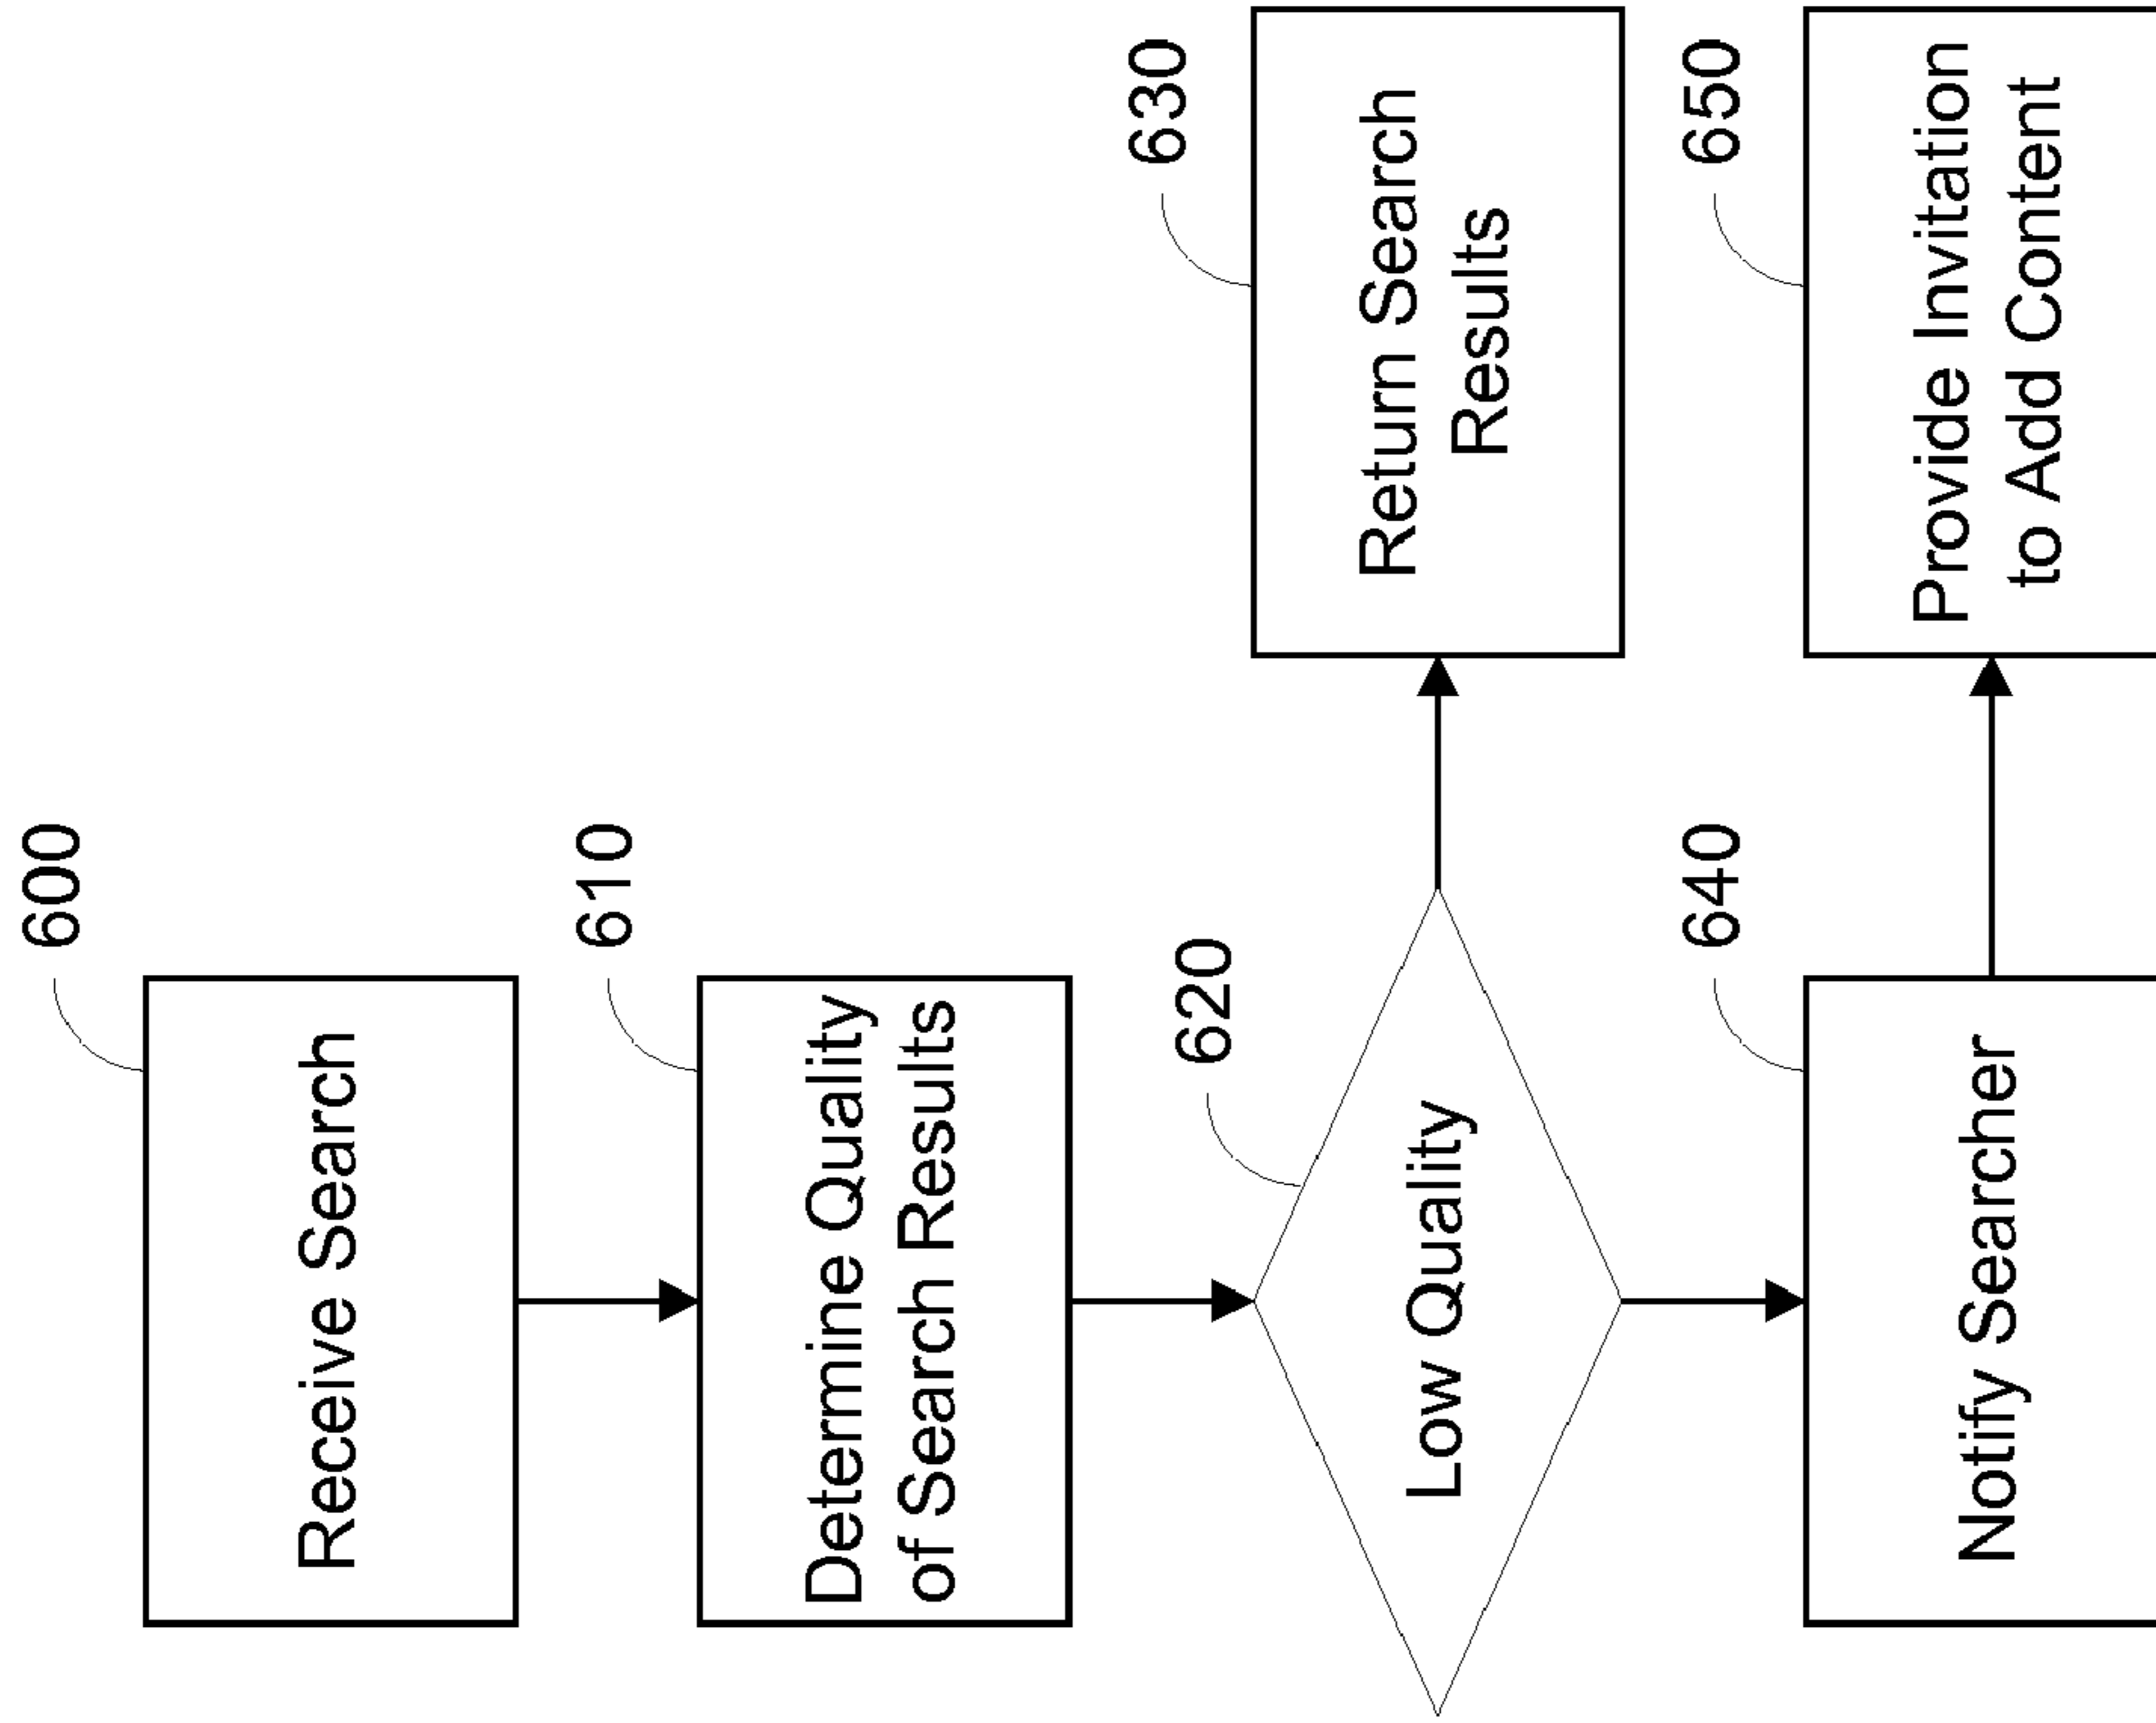 600
Receive Search
610
Determine Quality
of Search Results
620
Low Quality
630
Return Search
Results
640
Notify Searcher
650
Provide Invitation
to Add Content